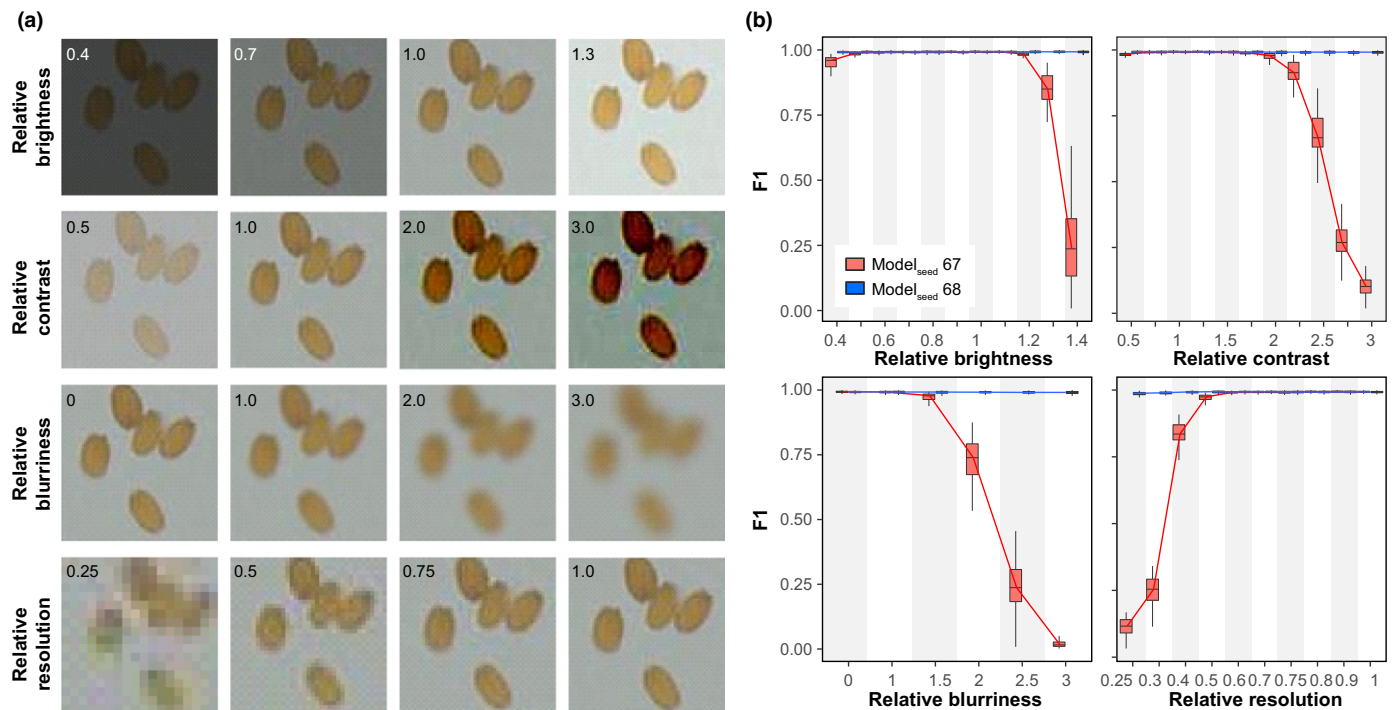 (a)
Relative
brightness
0.4
0.7
1.0
1.3
Relative
contrast
0.5
1.0
2.0
3.0
Relative
blurriness
0
1.0
2.0
3.0
Relative
resolution
0.25
0.5
0.75
1.0
(b)
F1
1.00
0.75
0.50
0.25
0.00
Modelseed 67
Modelseed 68
0.4 0.6 0.8 1 1.2 1.4
Relative brightness
0.5 1 1.5 2 2.5 3
Relative contrast
F1
1.00
0.75
0.50
0.25
0.00
0 1 1.5 2 2.5 3
Relative blurriness
0.25 0.3 0.4 0.5 0.6 0.7 0.75 0.8 0.9 1
Relative resolution